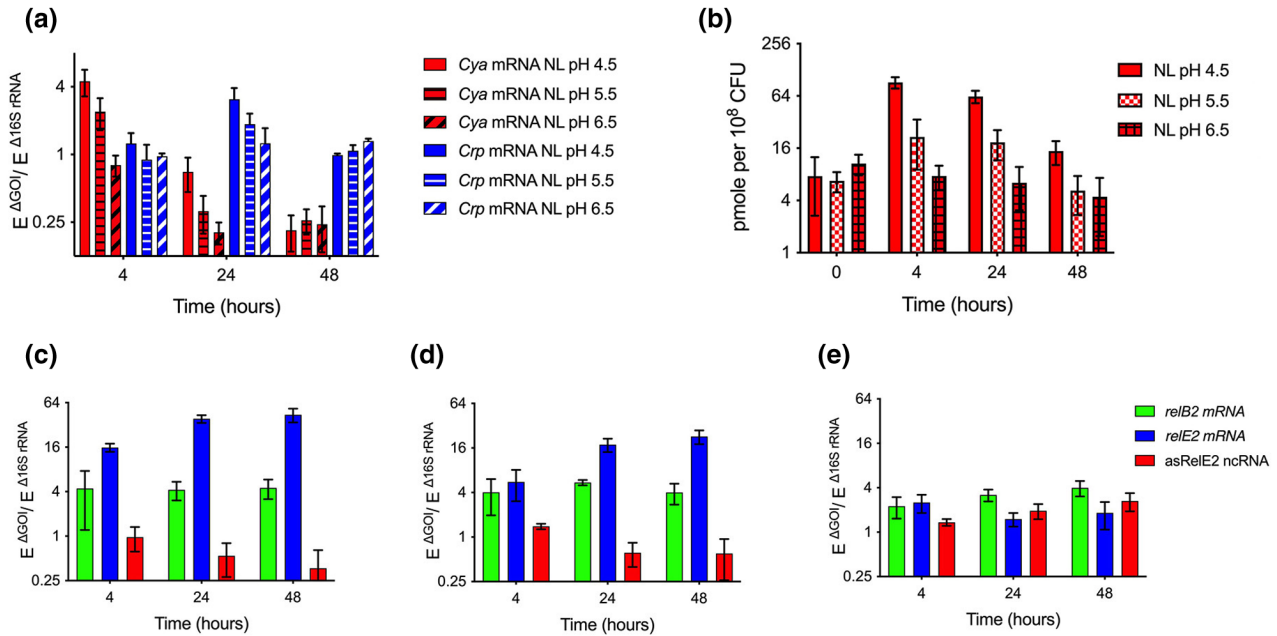 (a)
E ΔGOI/ E Δ16S rRNA
4
1
0.25
4 24 48
Time (hours)
Cya mRNA NL pH 4.5
Cya mRNA NL pH 5.5
Cya mRNA NL pH 6.5
Crp mRNA NL pH 4.5
Crp mRNA NL pH 5.5
Crp mRNA NL pH 6.5
(b)
pmole per 10⁸ CFU
256
64
16
4
1
0 4 24 48
Time (hours)
NL pH 4.5
NL pH 5.5
NL pH 6.5
(c)
E ΔGOI/ E Δ16S rRNA
64
16
4
1
0.25
4 24 48
Time (hours)
(d)
E ΔGOI/ E Δ16S rRNA
64
16
4
1
0.25
4 24 48
Time (hours)
(e)
E ΔGOI/ E Δ16S rRNA
64
16
4
1
0.25
4 24 48
Time (hours)
relB2 mRNA
relE2 mRNA
asRelE2 ncRNA